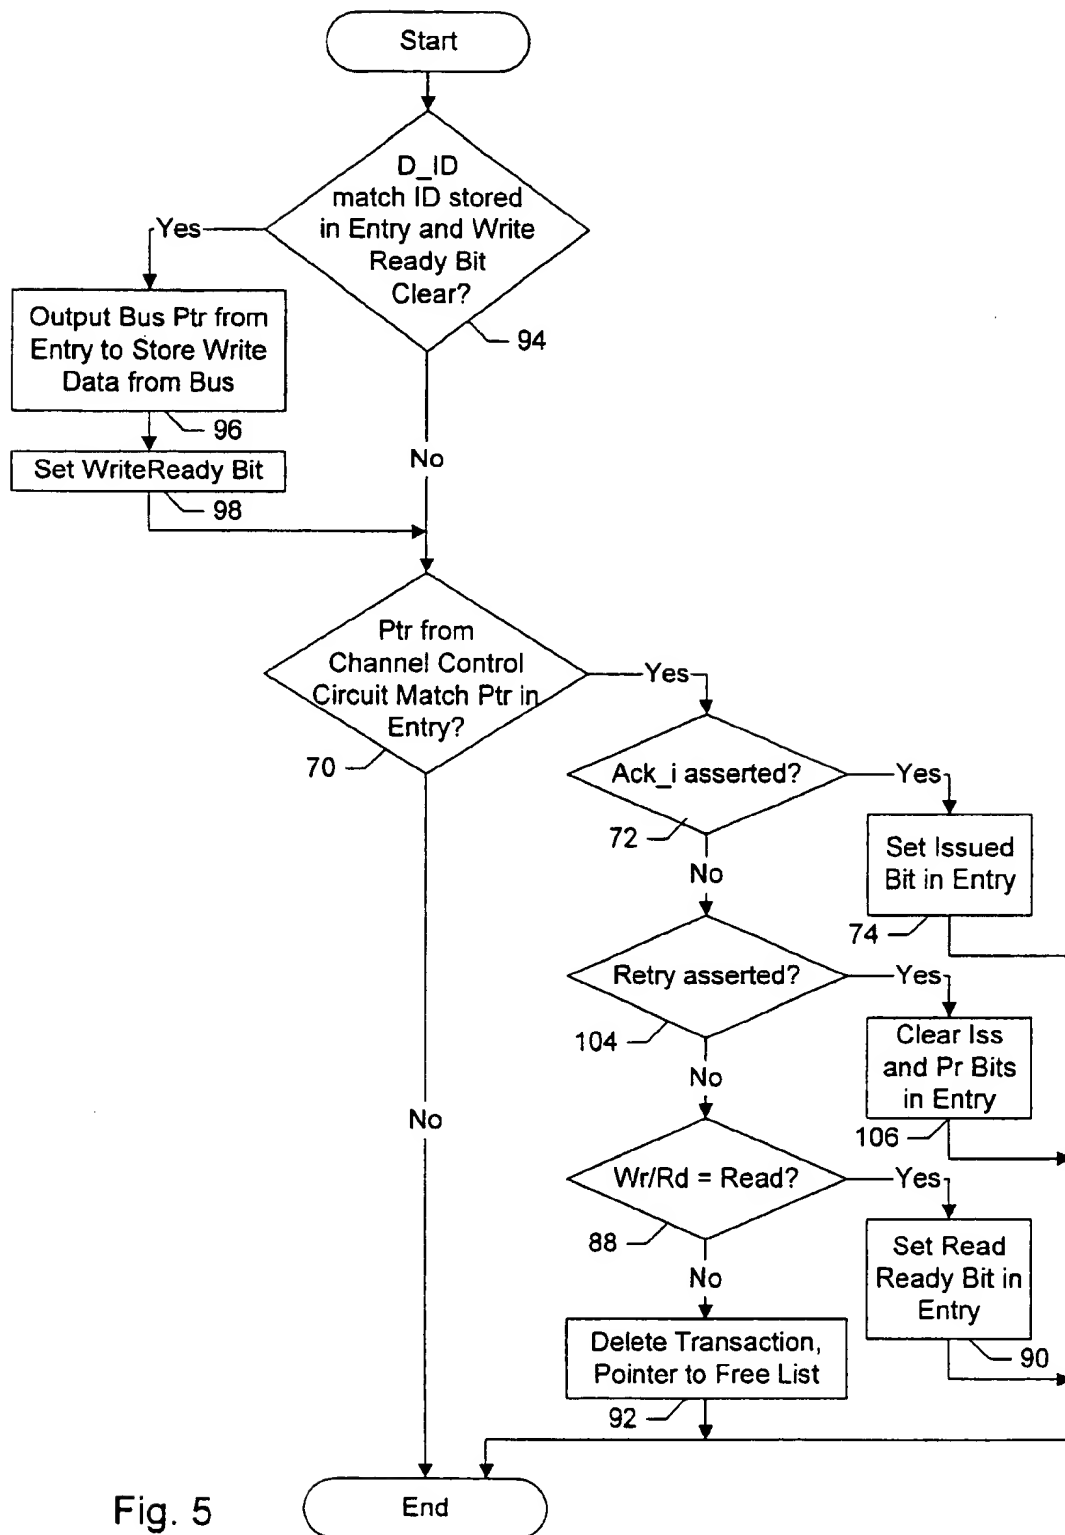 Start
D_ID
match ID stored
in Entry and Write
Ready Bit
Clear?
94
Yes
Output Bus Ptr from
Entry to Store Write
Data from Bus
96
No
Set WriteReady Bit
98
Ptr from
Channel Control
Circuit Match Ptr in
Entry?
70
Yes
Ack_i asserted?
72
Yes
Set Issued
Bit in Entry
74
No
Retry asserted?
104
Yes
Clear Iss
and Pr Bits
in Entry
106
No
No
Wr/Rd = Read?
88
Yes
Set Read
Ready Bit in
Entry
90
No
Delete Transaction,
Pointer to Free List
92
End
Fig. 5